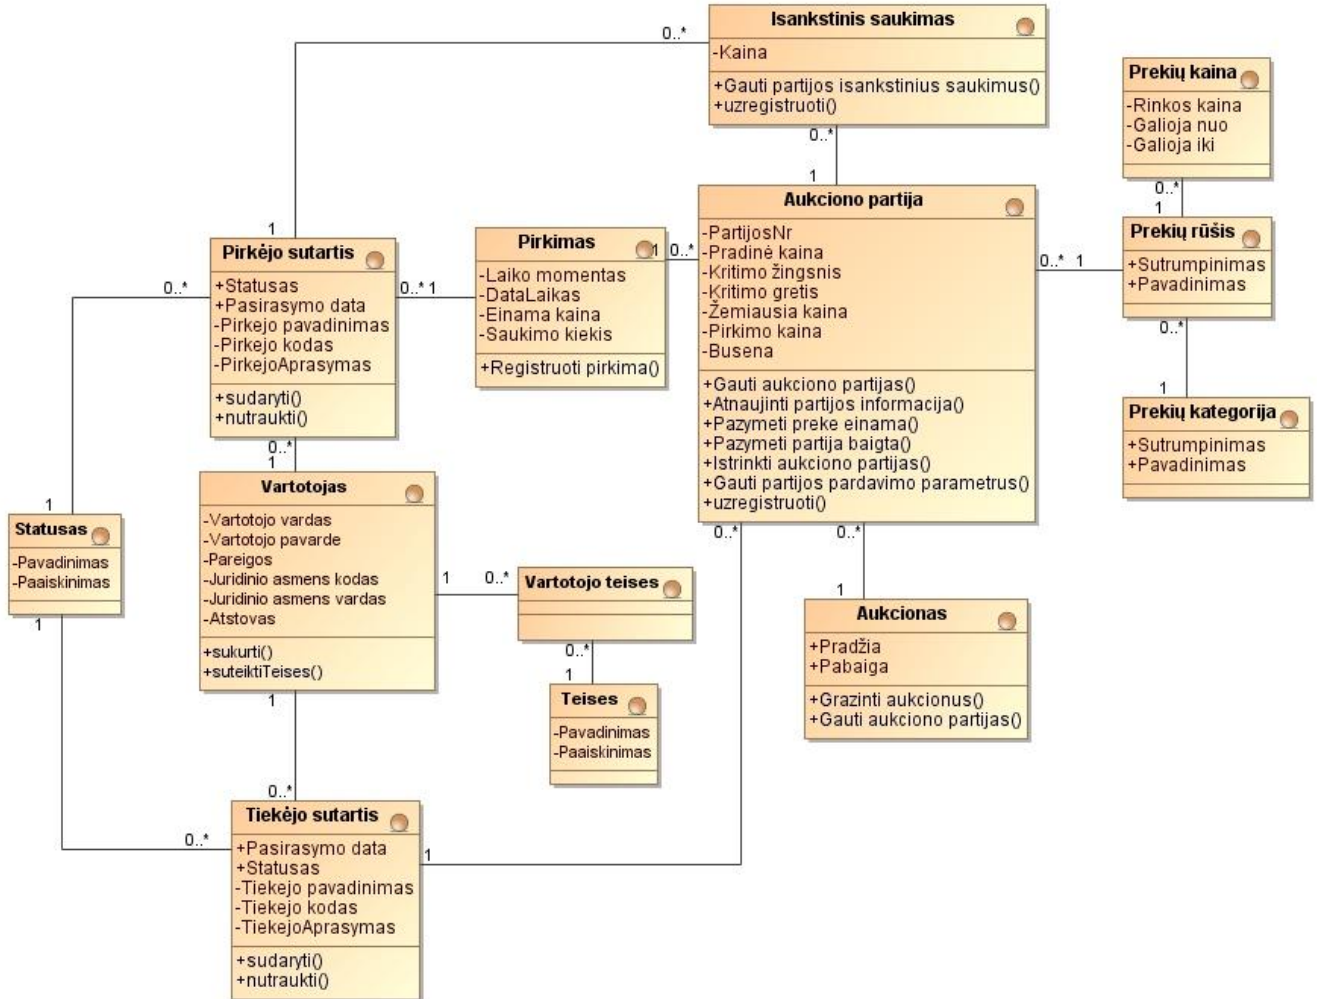 Isankstinis saukimas
-Kaina
+Gauti partijos isankstinius saukimus()
+uzregistruoti()
0..*
0..*
1
1
Prekių kaina
-Rinkos kaina
-Galioja nuo
-Galioja iki
0..*
1
Prekių rūšis
+Sutrumpinimas
+Pavadinimas
0..*
1
Prekių kategorija
+Sutrumpinimas
+Pavadinimas
Aukciono partija
-PartijosNr
-Pradinė kaina
-Kritimo žingsnis
-Kritimo gretis
-Žemiausia kaina
-Pirkimo kaina
-Busena
+Gauti aukciono partijas()
+Atnaujinti partijos informacija()
+Pazymeti preke einama()
+Pazymeti partija baigta()
+Istrinkti aukciono partijas()
+Gauti partijos pardavimo parametrus()
+uzregistruoti()
0..* 1
0..*
0..*
1
Pirkimas
-Laiko momentas
-DataLaikas
-Einama kaina
-Saukimo kiekis
+Registruoti pirkima()
1 0..*
0..* 1
Pirkėjo sutartis
+Statusas
+Pasirasymo data
-Pirkejo pavadinimas
-Pirkejo kodas
-PirkejoAprasymas
+sudaryti()
+nutraukti()
0..*
0..*
1
Vartotojas
-Vartotojo vardas
-Vartotojo pavarde
-Pareigos
-Juridinio asmens kodas
-Juridinio asmens vardas
-Atstovas
+sukurti()
+suteiktiTeises()
1
Statusas
-Pavadinimas
-Paaiskinimas
1
1 0..*
Vartotojo teises
0..*
1
Teises
-Pavadinimas
-Paaiskinimas
Aukcionas
+Pradžia
+Pabaiga
+Grazinti aukcionus()
+Gauti aukciono partijas()
1
0..*
0..*
1
Tiekėjo sutartis
+Pasirasymo data
+Statusas
-Tiekejo pavadinimas
-Tiekejo kodas
-TiekejoAprasymas
+sudaryti()
+nutraukti()